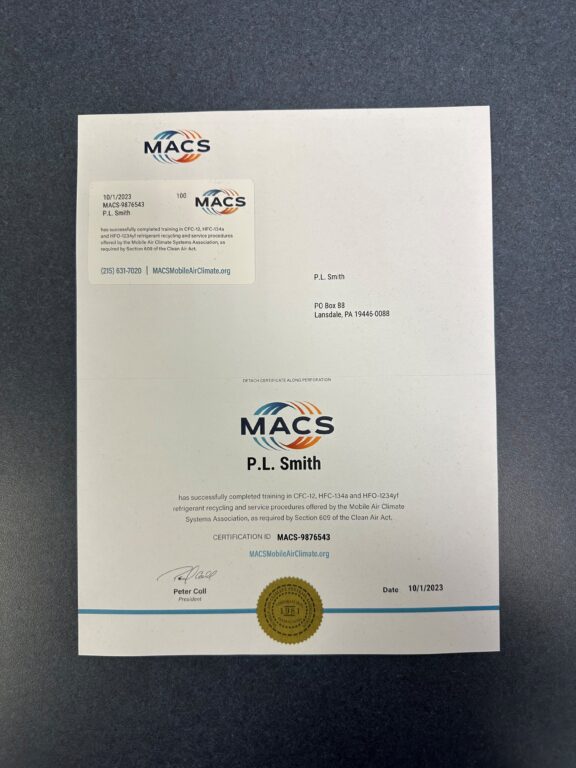 MACS
10/1/2023 100 MACS
MACS-9876543
P.L. Smith
has successfully completed training in CFC-12, HFC-134a
and HFO-1234yf refrigerant recycling and service procedures
offered by the Mobile Air Climate Systems Association, as
required by Section 609 of the Clean Air Act.
(215) 631-7020 | MACSMobileAirClimate.org
P.L. Smith
PO Box 88
Lansdale, PA 19446-0088
DETACH CERTIFICATE ALONG PERFORATION
MACS
P.L. Smith
has successfully completed training in CFC-12, HFC-134a and HFO-1234yf
refrigerant recycling and service procedures offered by the Mobile Air Climate
Systems Association, as required by Section 609 of the Clean Air Act.
CERTIFICATION ID MACS-9876543
MACSMobileAirClimate.org
Peter Coll
President
Date 10/1/2023
1981